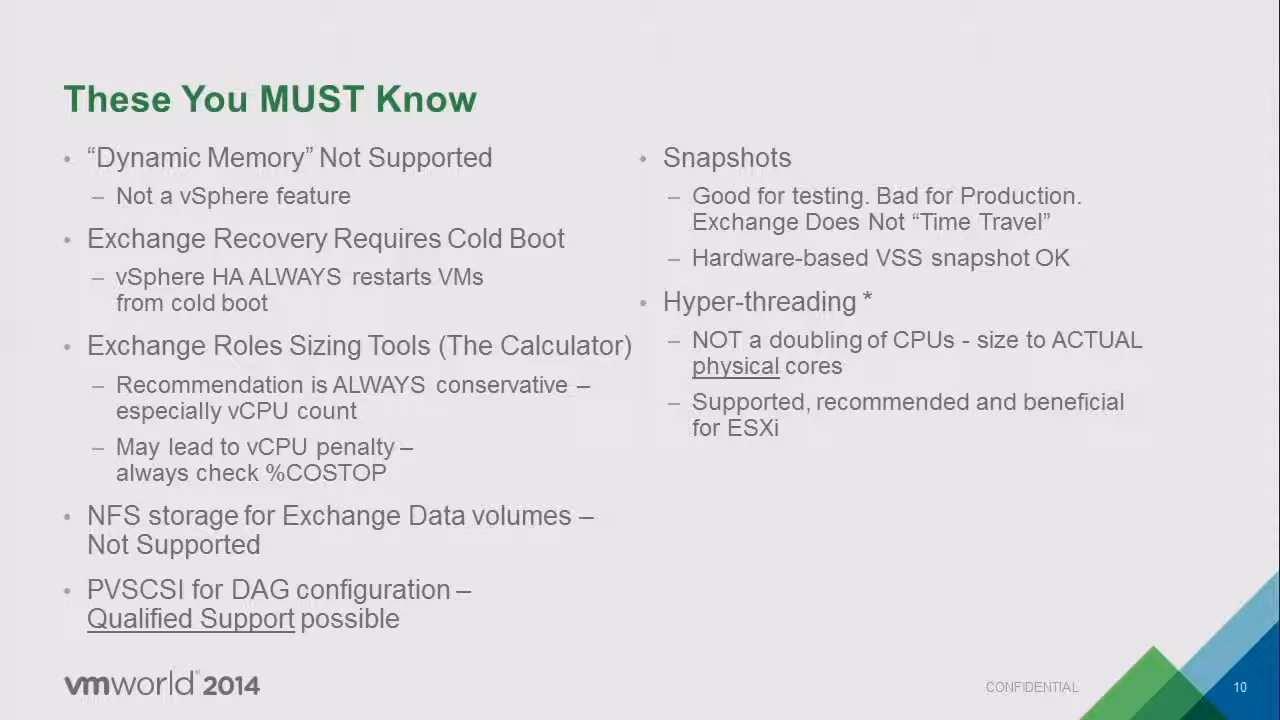 These You MUST Know
• “Dynamic Memory” Not Supported
– Not a vSphere feature
• Exchange Recovery Requires Cold Boot
– vSphere HA ALWAYS restarts VMs
from cold boot
• Exchange Roles Sizing Tools (The Calculator)
– Recommendation is ALWAYS conservative –
especially vCPU count
– May lead to vCPU penalty –
always check %COSTOP
• NFS storage for Exchange Data volumes –
Not Supported
• PVSCSI for DAG configuration –
Qualified Support possible
• Snapshots
– Good for testing. Bad for Production.
Exchange Does Not “Time Travel”
– Hardware-based VSS snapshot OK
• Hyper-threading *
– NOT a doubling of CPUs - size to ACTUAL
physical cores
– Supported, recommended and beneficial
for ESXi
vmworld® 2014
CONFIDENTIAL
10